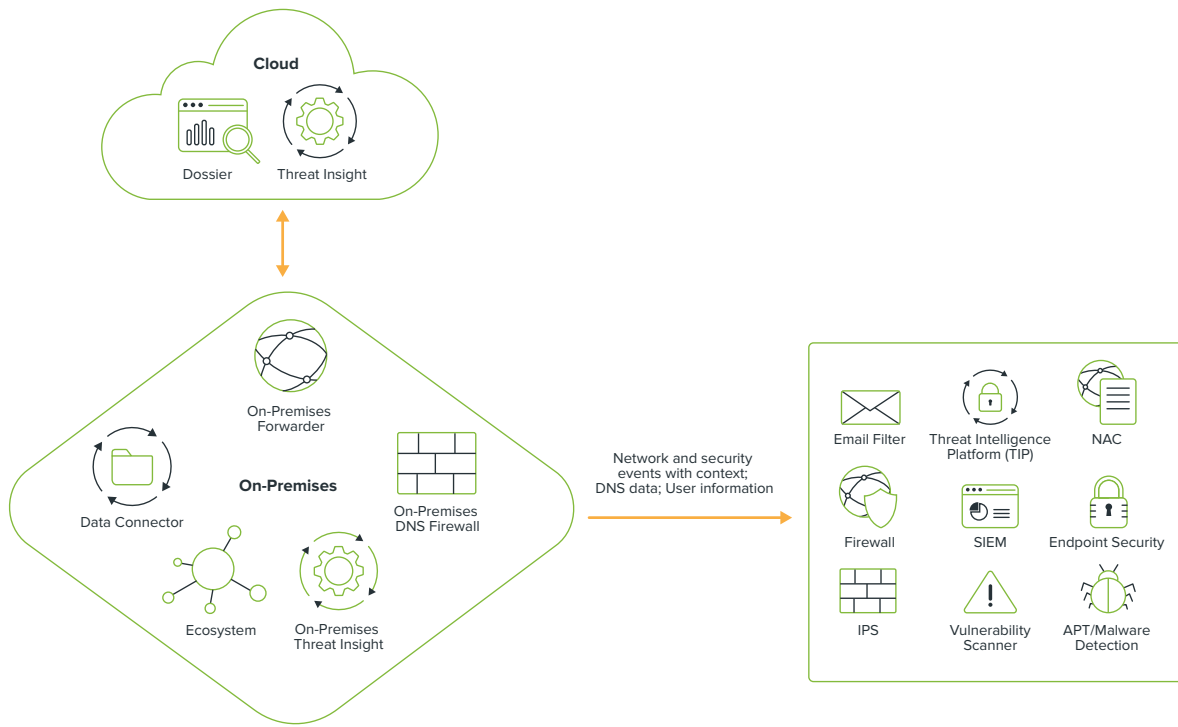 Cloud
Dossier
Threat Insight
On-Premises
Forwarder
Data Connector
On-Premises
On-Premises
DNS Firewall
Ecosystem
On-Premises
Threat Insight
Network and security
events with context;
DNS data; User information
Email Filter
Threat Intelligence
Platform (TIP)
NAC
Firewall
SIEM
Endpoint Security
IPS
Vulnerability
Scanner
APT/Malware
Detection